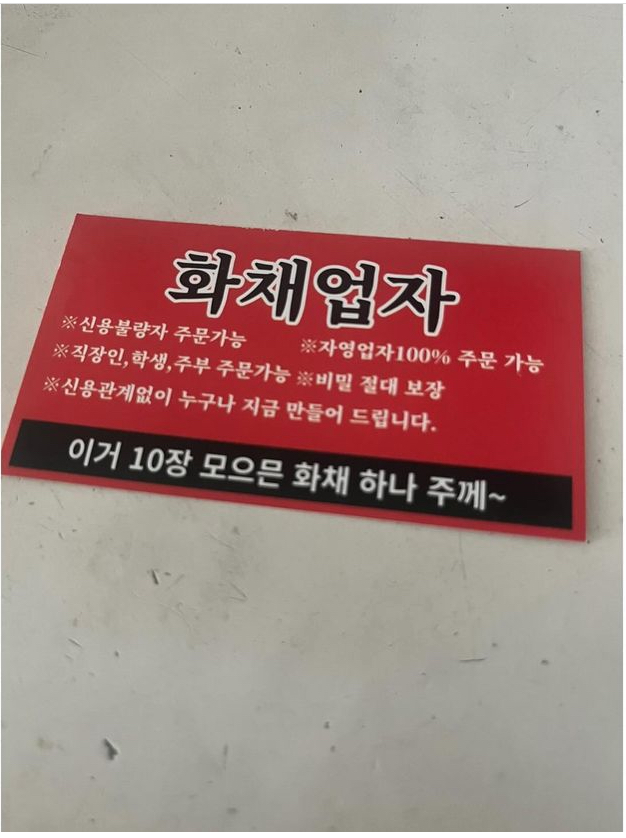 화채업자
※신용불량자 주문가능 ※자영업자100% 주문 가능
※직장인,학생,주부 주문가능 ※비밀 절대 보장
※신용관계없이 누구나 지금 만들어 드립니다.
이거 10장 모으믄 화채 하나 주께~